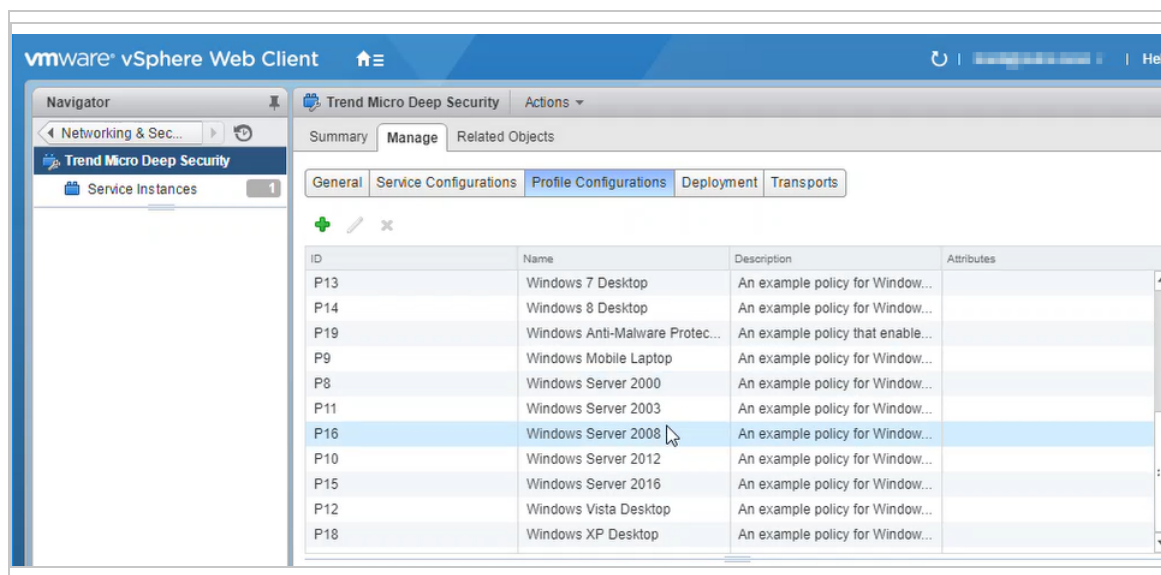 vmware® vSphere Web Client
Navigator
Networking & Sec...
Trend Micro Deep Security
Service Instances 1
Trend Micro Deep Security Actions
Summary Manage Related Objects
General Service Configurations Profile Configurations Deployment Transports
ID Name Description Attributes
P13 Windows 7 Desktop An example policy for Window...
P14 Windows 8 Desktop An example policy for Window...
P19 Windows Anti-Malware Protec... An example policy that enable...
P9 Windows Mobile Laptop An example policy for Window...
P8 Windows Server 2000 An example policy for Window...
P11 Windows Server 2003 An example policy for Window...
P16 Windows Server 2008 An example policy for Window...
P10 Windows Server 2012 An example policy for Window...
P15 Windows Server 2016 An example policy for Window...
P12 Windows Vista Desktop An example policy for Window...
P18 Windows XP Desktop An example policy for Window...